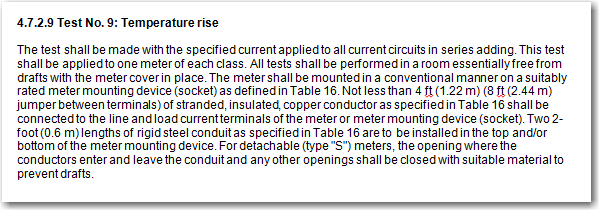 4.7.2.9 Test No. 9: Temperature rise
The test shall be made with the specified current applied to all current circuits in series adding. This test
shall be applied to one meter of each class. All tests shall be performed in a room essentially free from
drafts with the meter cover in place. The meter shall be mounted in a conventional manner on a suitably
rated meter mounting device (socket) as defined in Table 16. Not less than 4 ft (1.22 m) (8 ft (2.44 m)
jumper between terminals) of stranded, insulated, copper conductor as specified in Table 16 shall be
connected to the line and load current terminals of the meter or meter mounting device (socket). Two 2-
foot (0.6 m) lengths of rigid steel conduit as specified in Table 16 are to be installed in the top and/or
bottom of the meter mounting device. For detachable (type "S") meters, the opening where the
conductors enter and leave the conduit and any other openings shall be closed with suitable material to
prevent drafts.